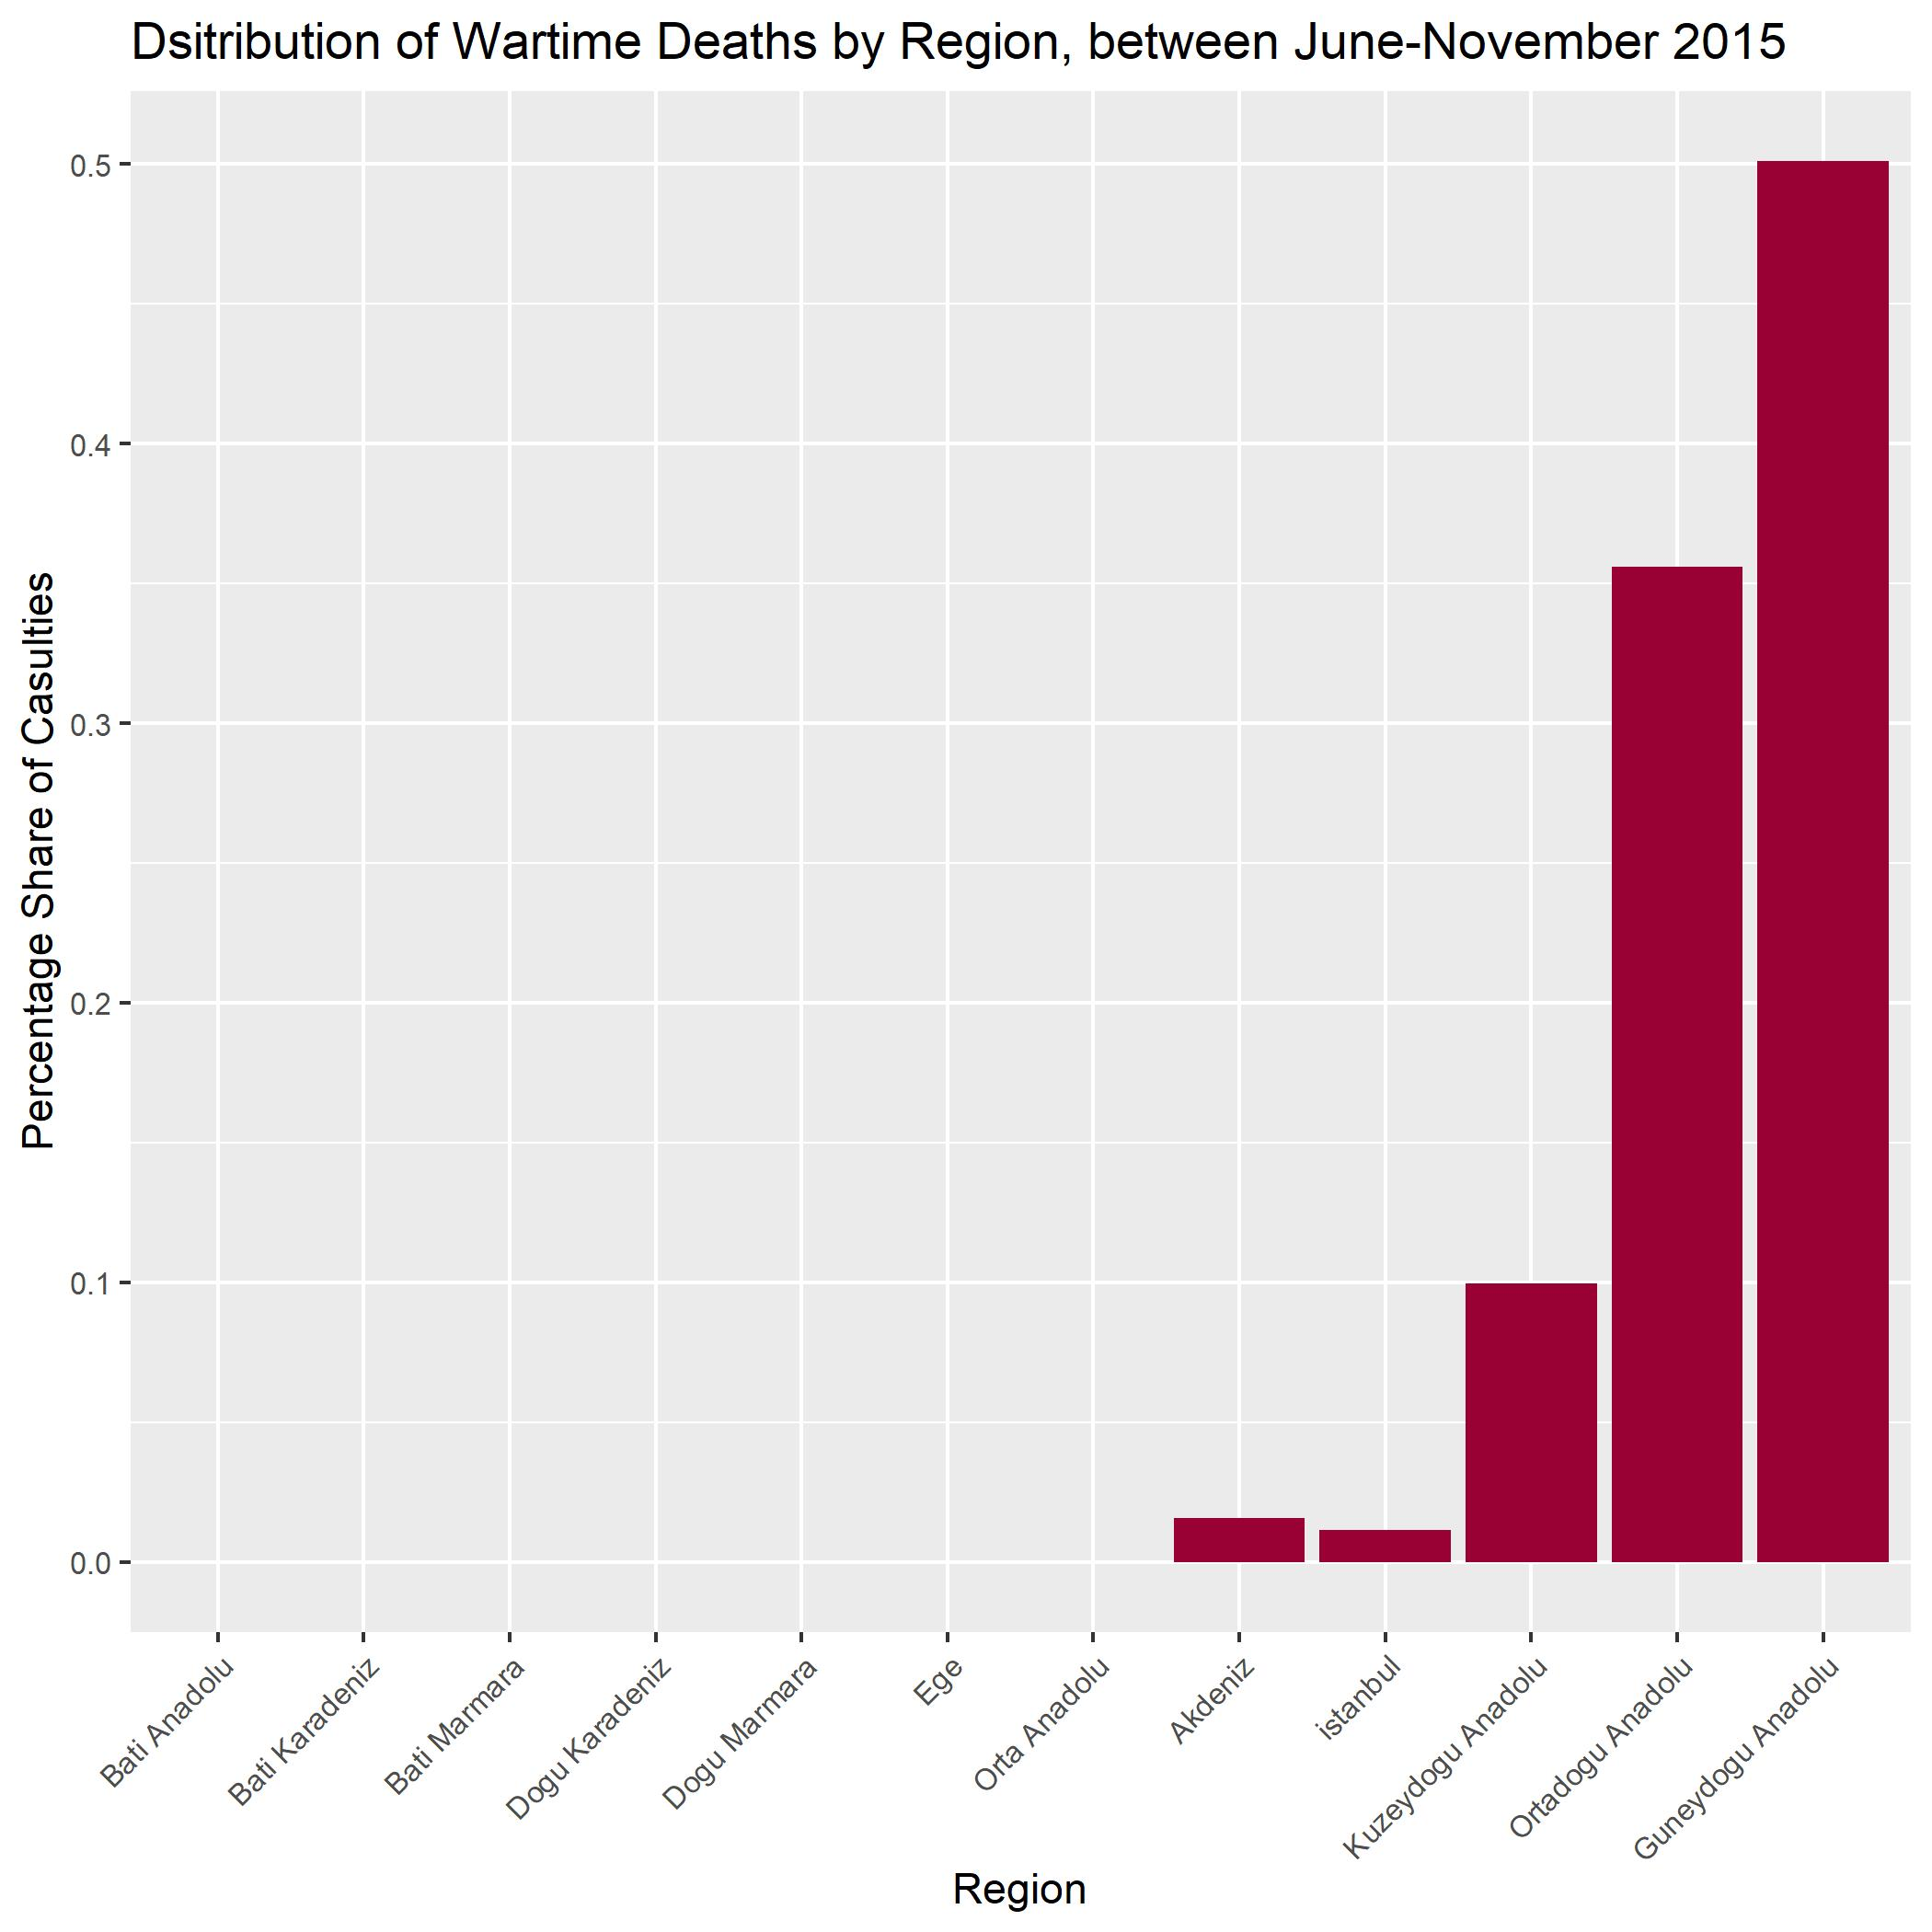 Dsitribution of Wartime Deaths by Region, between June-November 2015
Percentage Share of Casulties
0.5
0.4
0.3
0.2
0.1
0.0
Bati Anadolu
Bati Karadeniz
Bati Marmara
Dogu Karadeniz
Dogu Marmara
Ege
Orta Anadolu
Akdeniz
istanbul
Kuzeydogu Anadolu
Ortadogu Anadolu
Guneydogu Anadolu
Region